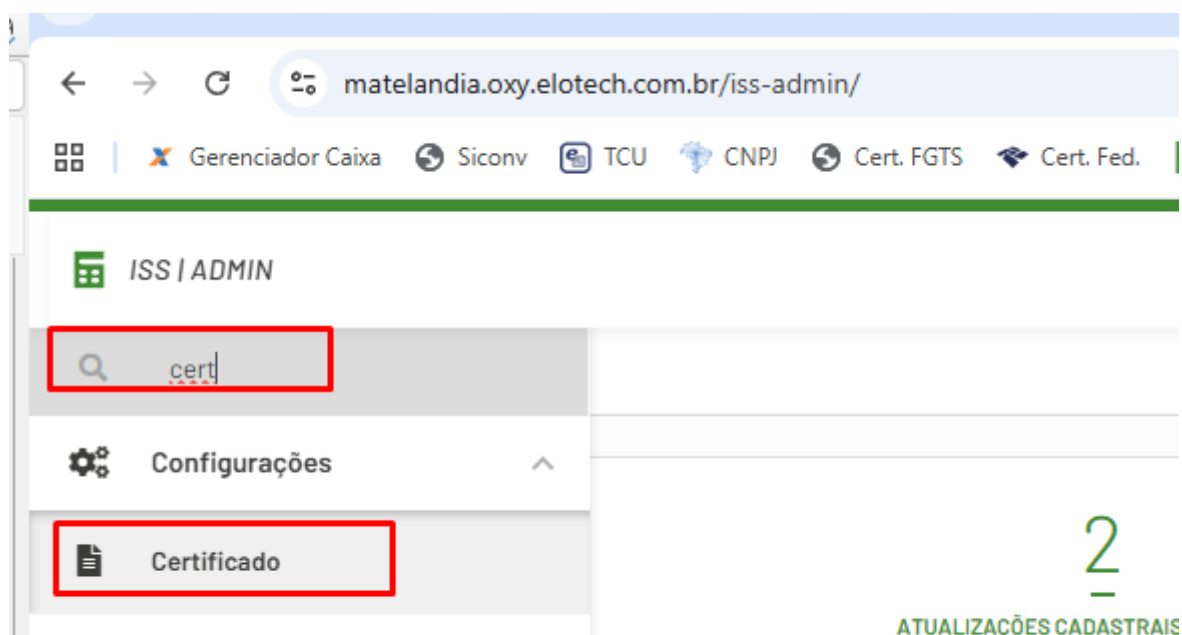 matelandia.oxy.elotech.com.br/iss-admin/
Gerenciador Caixa Siconv TCU CNPJ Cert. FGTS Cert. Fed.
ISS | ADMIN
cert
Configurações
Certificado
2
ATUALIZAÇÕES CADASTRAIS